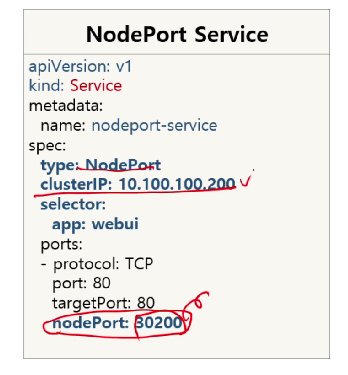 NodePort Service
apiVersion: v1
kind: Service
metadata:
  name: nodeport-service
spec:
  type: NodePort
  clusterIP: 10.100.100.200
  selector:
    app: webui
  ports:
  - protocol: TCP
    port: 80
    targetPort: 80
    nodePort: 30200